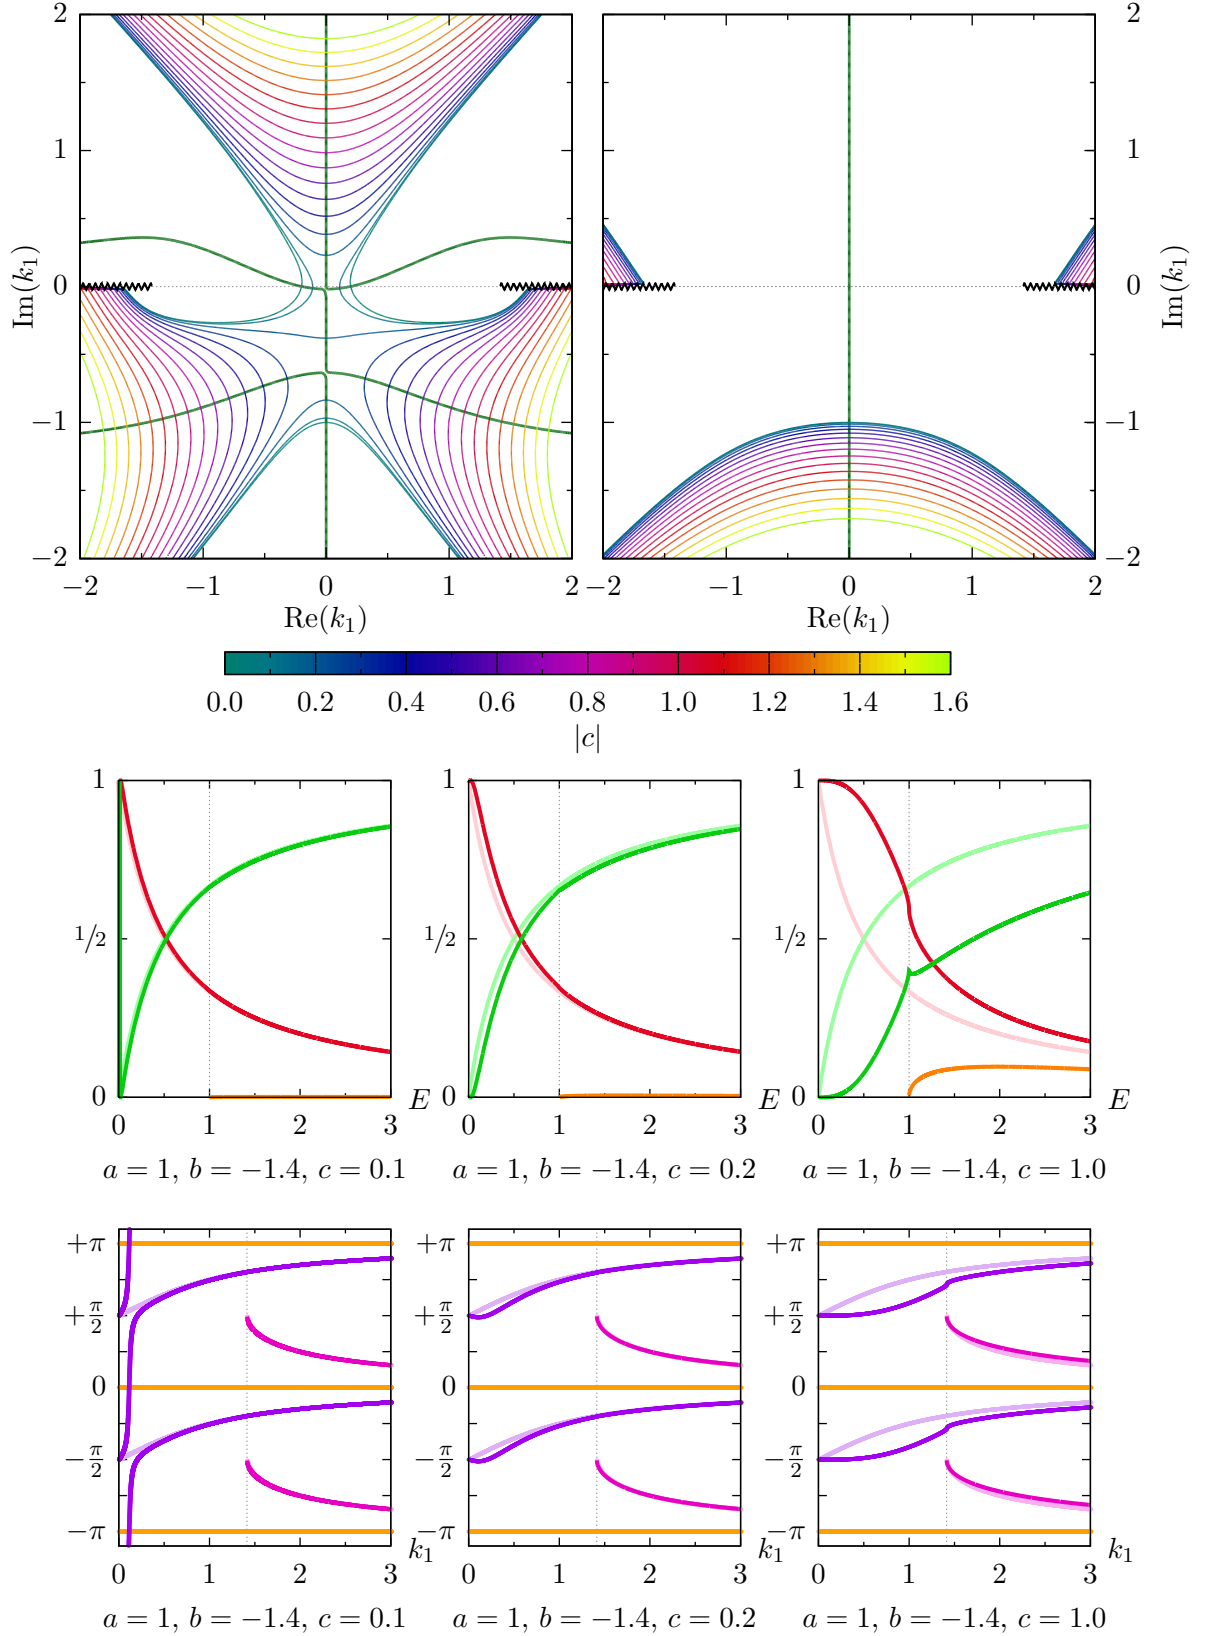 2 2
1 1
0 0
−1 −1
−2 −2
Im(k₁) Im(k₁)
−2 −1 0 1 2 −2 −1 0 1 2
Re(k₁) Re(k₁)
0.0 0.2 0.4 0.6 0.8 1.0 1.2 1.4 1.6
|c|
1 1 1
1/2 1/2 1/2
0 0 0
E E E
0 1 2 3 0 1 2 3 0 1 2 3
a = 1, b = −1.4, c = 0.1 a = 1, b = −1.4, c = 0.2 a = 1, b = −1.4, c = 1.0
+π +π +π
+π/2 +π/2 +π/2
0 0 0
−π/2 −π/2 −π/2
−π −π −π
k₁ k₁ k₁
0 1 2 3 0 1 2 3 0 1 2 3
a = 1, b = −1.4, c = 0.1 a = 1, b = −1.4, c = 0.2 a = 1, b = −1.4, c = 1.0